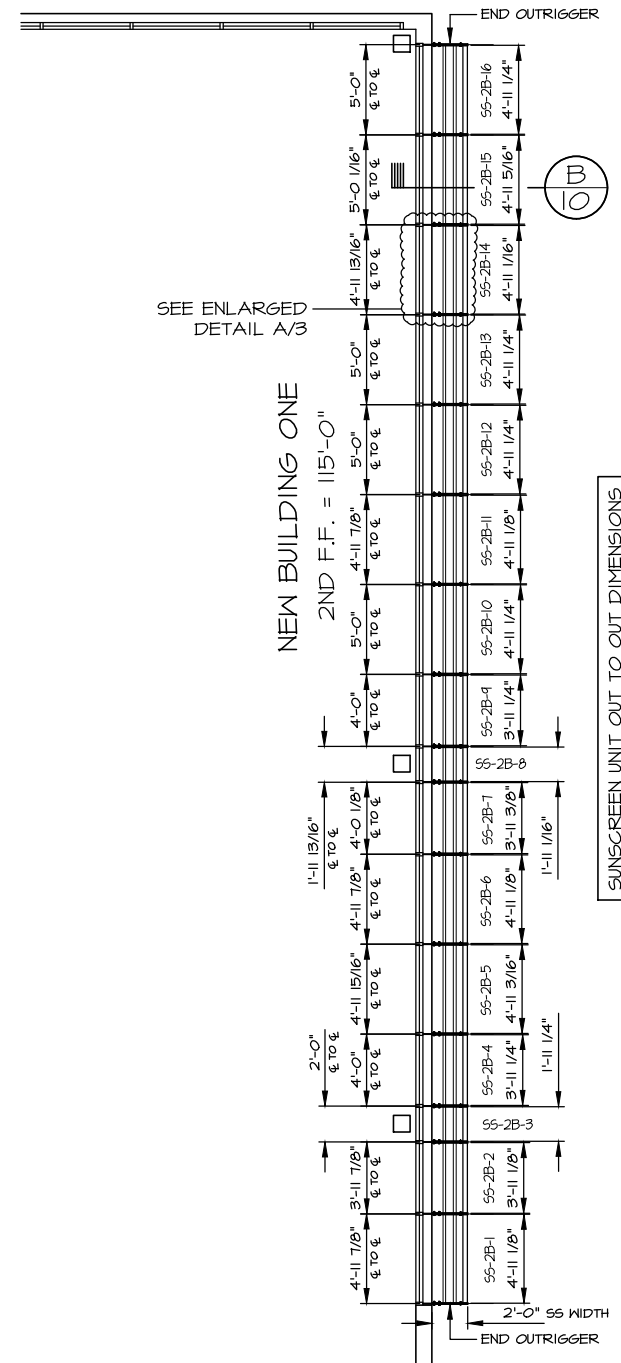 END OUTRIGGER
5'-0"
℄ TO ℄
SS-2B-16
4'-11 1/4"
5'-0 1/16"
℄ TO ℄
SS-2B-15
4'-11 5/16"
B
10
4'-11 13/16"
℄ TO ℄
SS-2B-14
4'-11 1/16"
SEE ENLARGED
DETAIL A/3
5'-0"
℄ TO ℄
SS-2B-13
4'-11 1/4"
NEW BUILDING ONE
2ND F.F. = 115'-0"
5'-0"
℄ TO ℄
SS-2B-12
4'-11 1/4"
4'-11 7/8"
℄ TO ℄
SS-2B-11
4'-11 1/8"
SUNSCREEN UNIT OUT TO OUT DIMENSIONS
5'-0"
℄ TO ℄
SS-2B-10
4'-11 1/4"
4'-0"
℄ TO ℄
SS-2B-9
3'-11 1/4"
SS-2B-8
1'-11 13/16"
℄ TO ℄
1'-11 1/16"
4'-0 1/8"
℄ TO ℄
SS-2B-7
3'-11 3/8"
4'-11 7/8"
℄ TO ℄
SS-2B-6
4'-11 1/8"
4'-11 15/16"
℄ TO ℄
SS-2B-5
4'-11 3/16"
2'-0"
℄ TO ℄
4'-0"
℄ TO ℄
SS-2B-4
3'-11 1/4"
1'-11 1/4"
SS-2B-3
3'-11 7/8"
℄ TO ℄
SS-2B-2
3'-11 1/8"
4'-11 7/8"
℄ TO ℄
SS-2B-1
4'-11 1/8"
2'-0" SS WIDTH
END OUTRIGGER